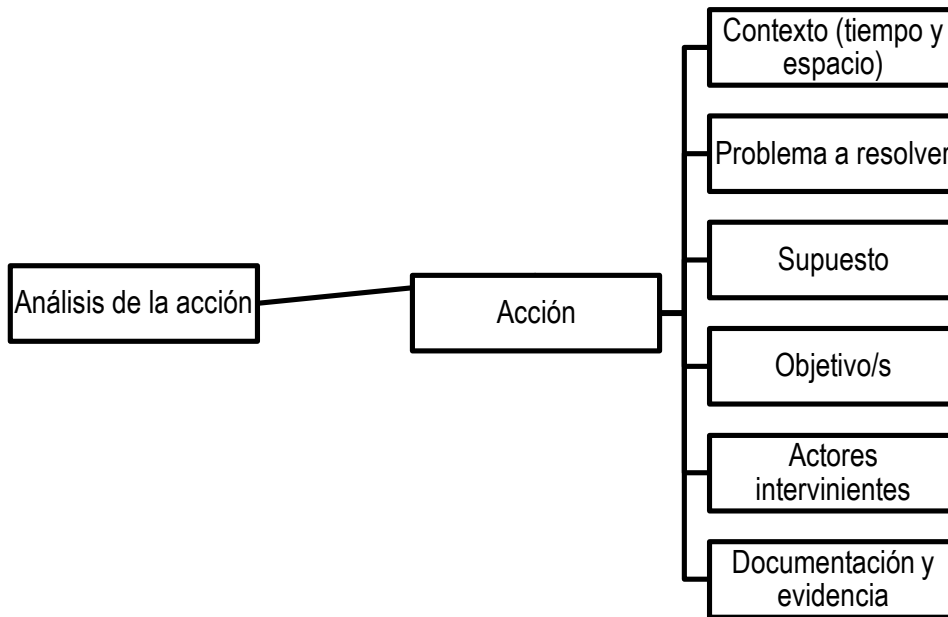 Contexto (tiempo y
espacio)
Problema a resolver
Supuesto
Análisis de la acción
Acción
Objetivo/s
Actores
intervinientes
Documentación y
evidencia